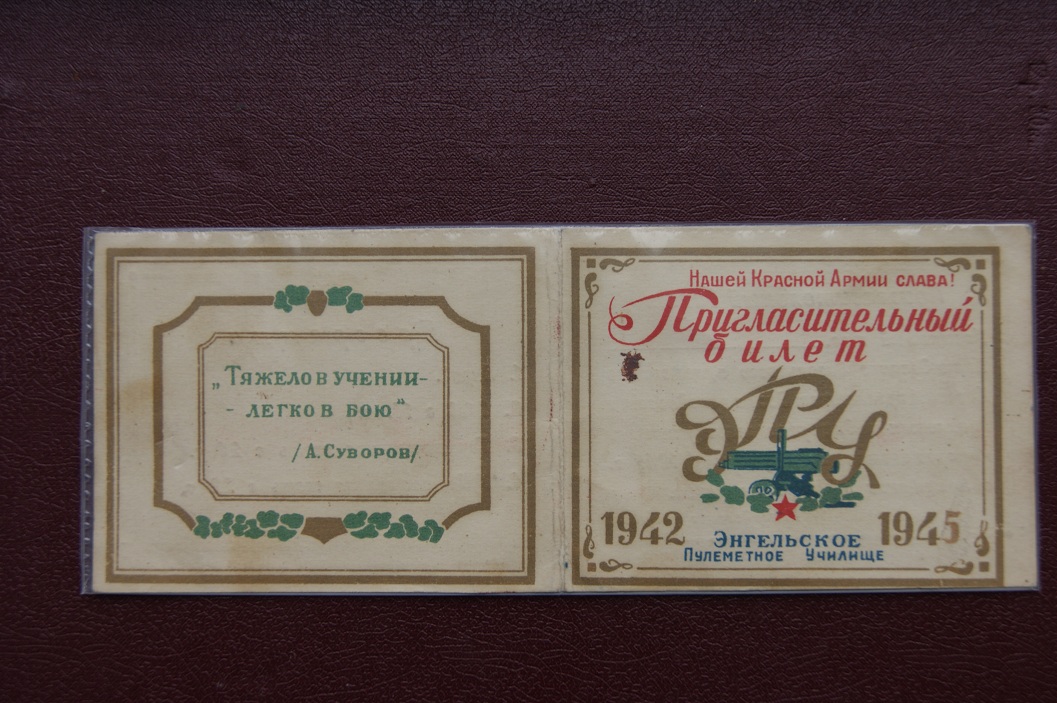 „Тяжело в учении-
- легко в бою“
/А. Суворов/
Нашей Красной Армии слава!
Пригласительный
билет
ЭПУ
1942 1945
Энгельское
Пулеметное Училище